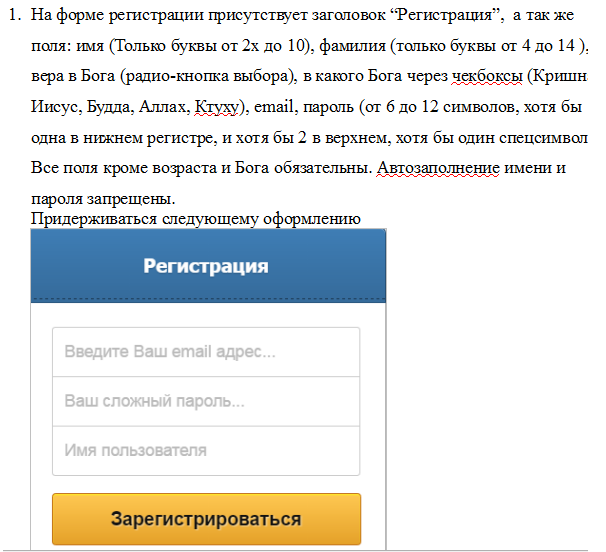 1. На форме регистрации присутствует заголовок “Регистрация”, а так же
поля: имя (Только буквы от 2х до 10), фамилия (только буквы от 4 до 14 ),
вера в Бога (радио-кнопка выбора), в какого Бога через чекбоксы (Кришн
Иисус, Будда, Аллах, Ктуху), email, пароль (от 6 до 12 символов, хотя бы
одна в нижнем регистре, и хотя бы 2 в верхнем, хотя бы один спецсимвол
Все поля кроме возраста и Бога обязательны. Автозаполнение имени и
пароля запрещены.
Придерживаться следующему оформлению
Регистрация
Введите Ваш email адрес...
Ваш сложный пароль...
Имя пользователя
Зарегистрироваться